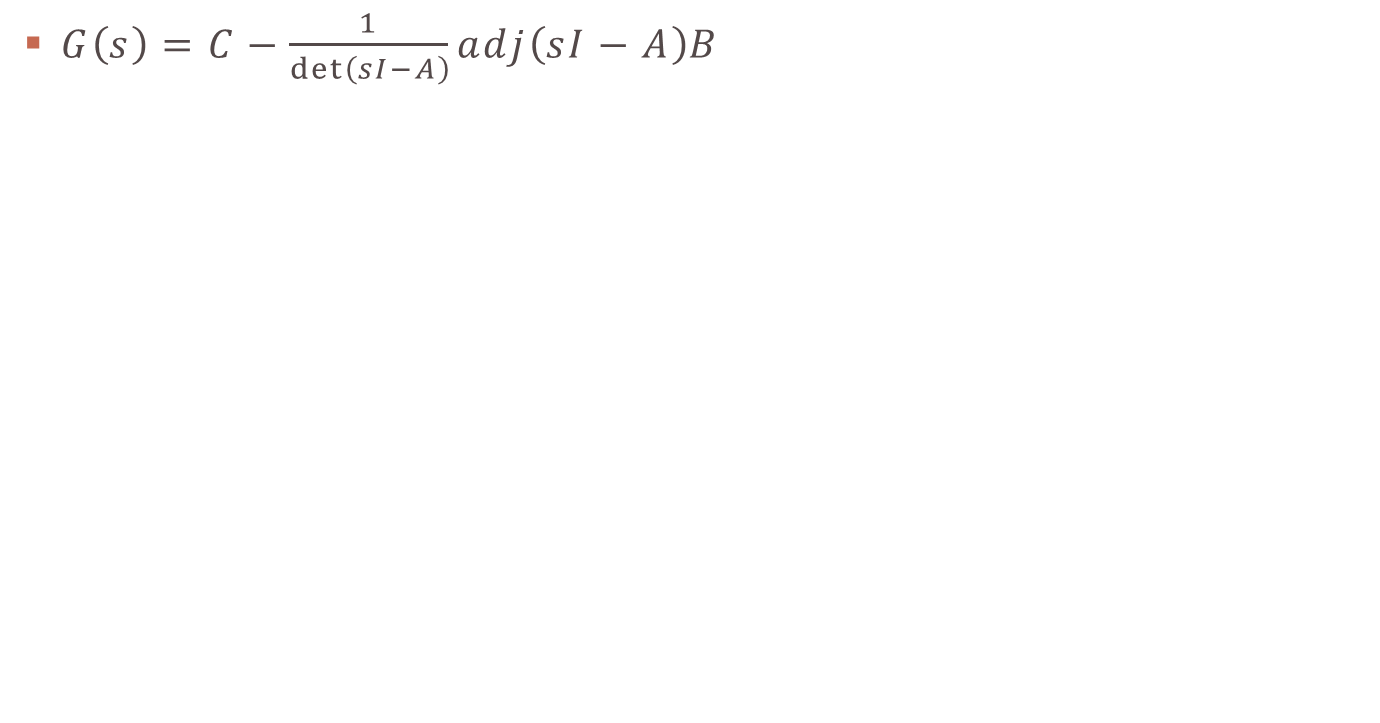 ▪ G(s) = C − 1/det(sI−A) adj(sI − A)B